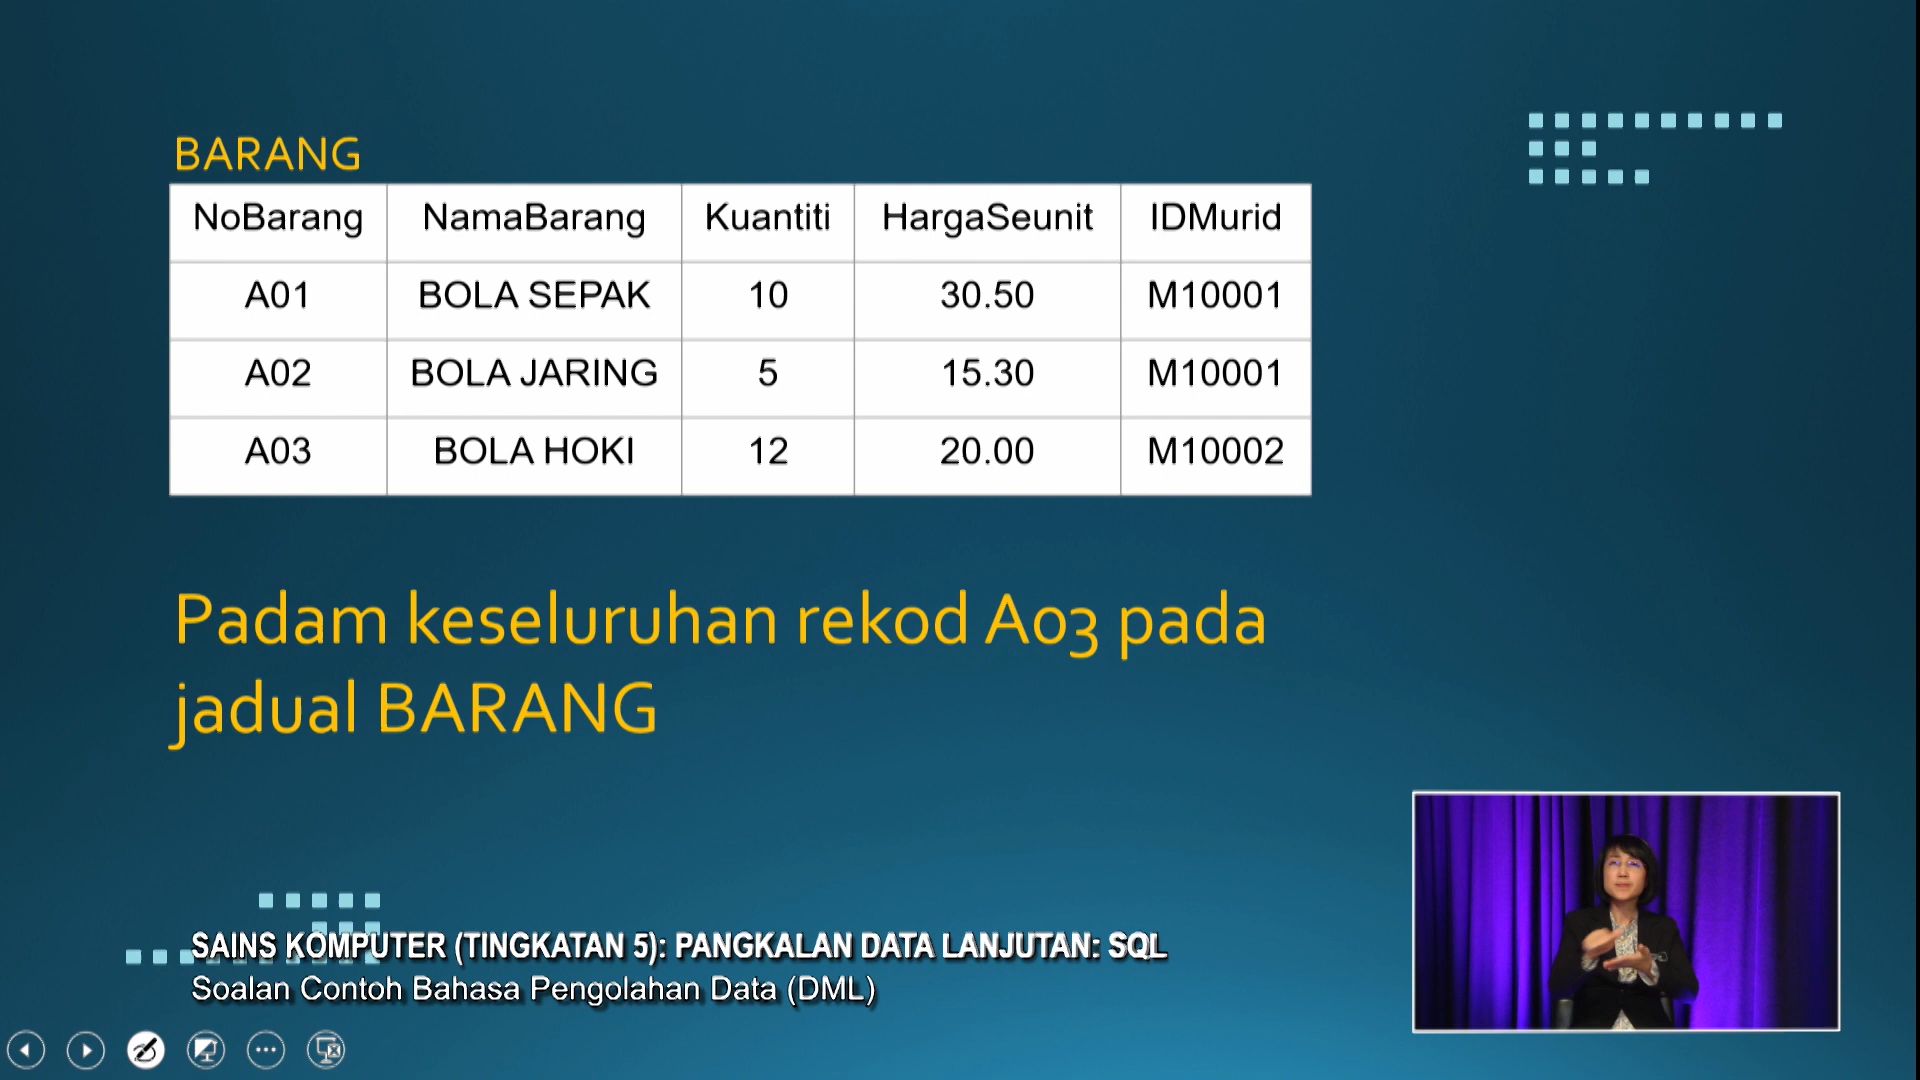 BARANG
NoBarang NamaBarang Kuantiti HargaSeunit IDMurid
A01 BOLA SEPAK 10 30.50 M10001
A02 BOLA JARING 5 15.30 M10001
A03 BOLA HOKI 12 20.00 M10002
Padam keseluruhan rekod A03 pada
jadual BARANG
SAINS KOMPUTER (TINGKATAN 5): PANGKALAN DATA LANJUTAN: SQL
Soalan Contoh Bahasa Pengolahan Data (DML)